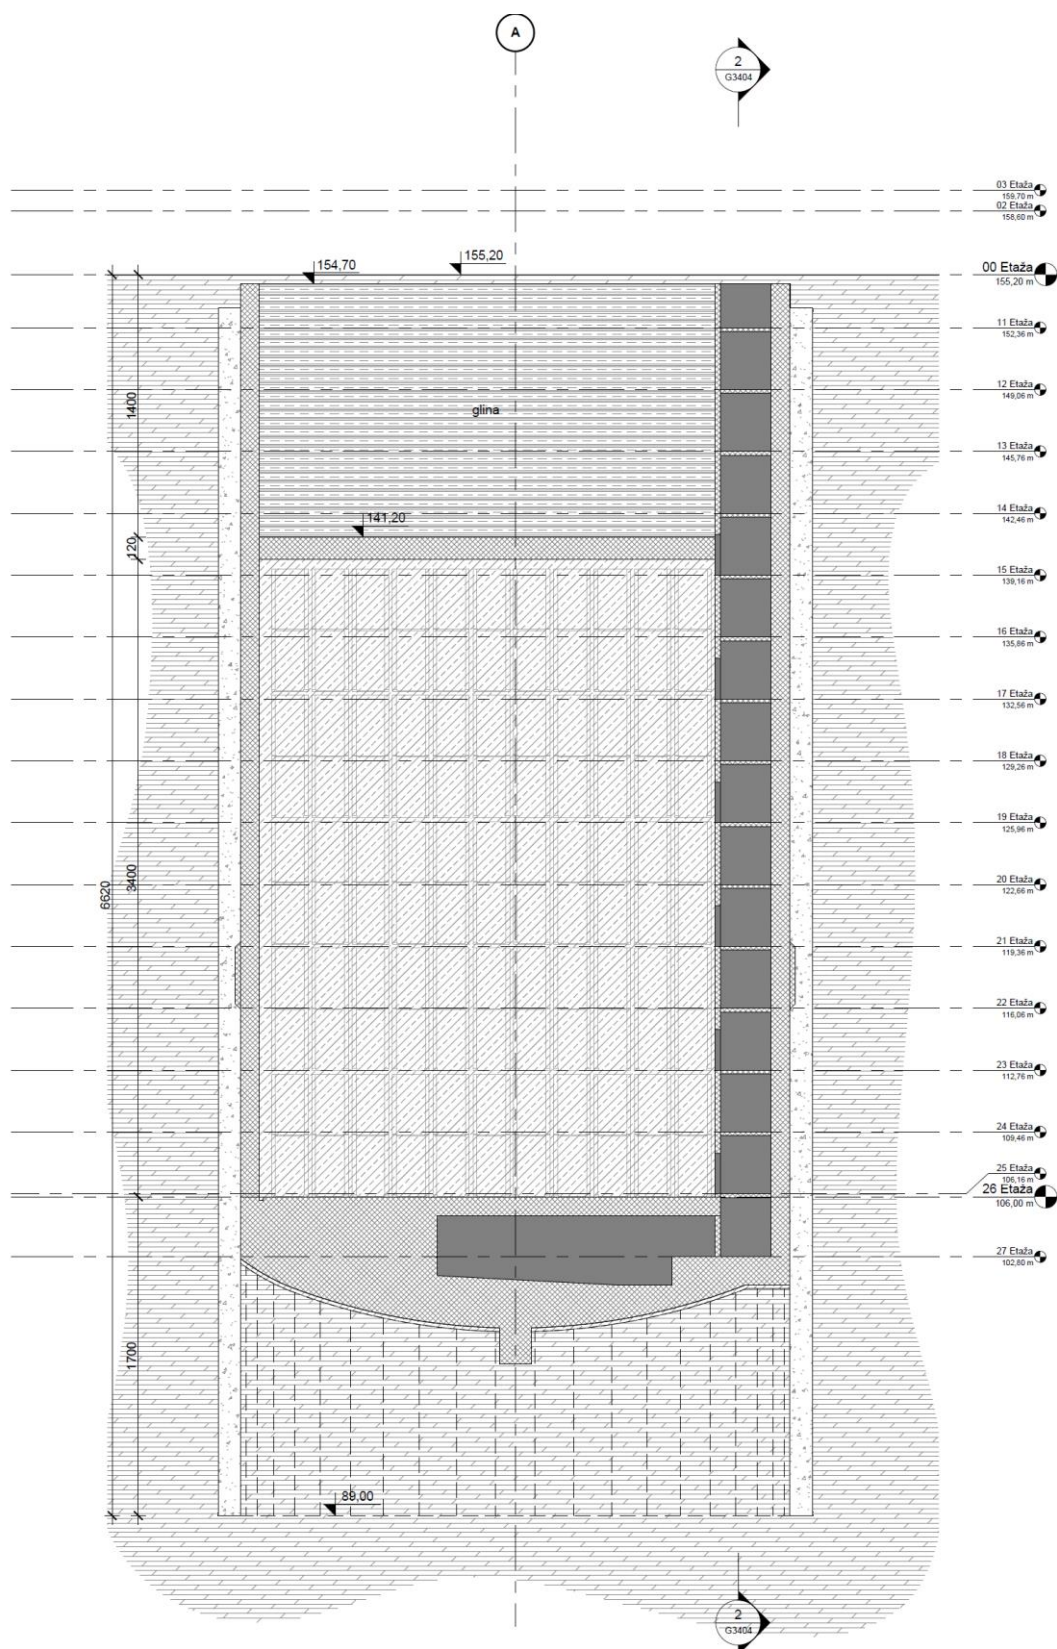 A
2
G3404
03 Etaža
159,70 m
02 Etaža
158,60 m
155,20
154,70
00 Etaža
155,20 m
11 Etaža
152,36 m
12 Etaža
149,06 m
1400
glina
13 Etaža
145,76 m
14 Etaža
142,46 m
141,20
120
15 Etaža
139,16 m
16 Etaža
135,86 m
17 Etaža
132,56 m
18 Etaža
129,26 m
19 Etaža
125,96 m
3400
6620
20 Etaža
122,66 m
21 Etaža
119,36 m
22 Etaža
116,06 m
23 Etaža
112,76 m
24 Etaža
109,46 m
25 Etaža
106,16 m
26 Etaža
106,00 m
27 Etaža
102,80 m
1700
89,00
2
G3404